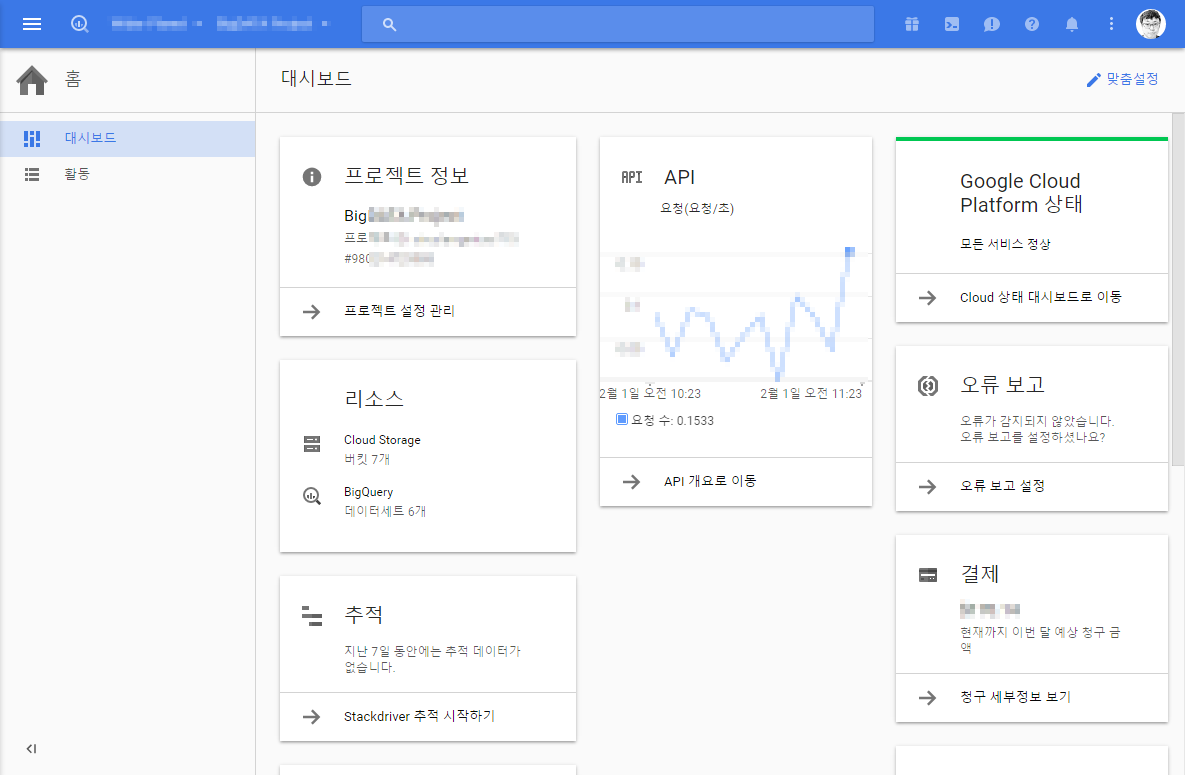 홈
대시보드
활동
대시보드
맞춤설정
프로젝트 정보
Big
프로
#980
프로젝트 설정 관리
리소스
Cloud Storage
버킷 7개
BigQuery
데이터세트 6개
추적
지난 7일 동안에는 추적 데이터가
없습니다.
Stackdriver 추적 시작하기
API
API
요청(요청/초)
2월 1일 오전 10:23
2월 1일 오전 11:23
요청 수: 0.1533
API 개요로 이동
Google Cloud
Platform 상태
모든 서비스 정상
Cloud 상태 대시보드로 이동
오류 보고
오류가 감지되지 않았습니다.
오류 보고를 설정하셨나요?
오류 보고 설정
결제
현재까지 이번 달 예상 청구 금
액
청구 세부정보 보기